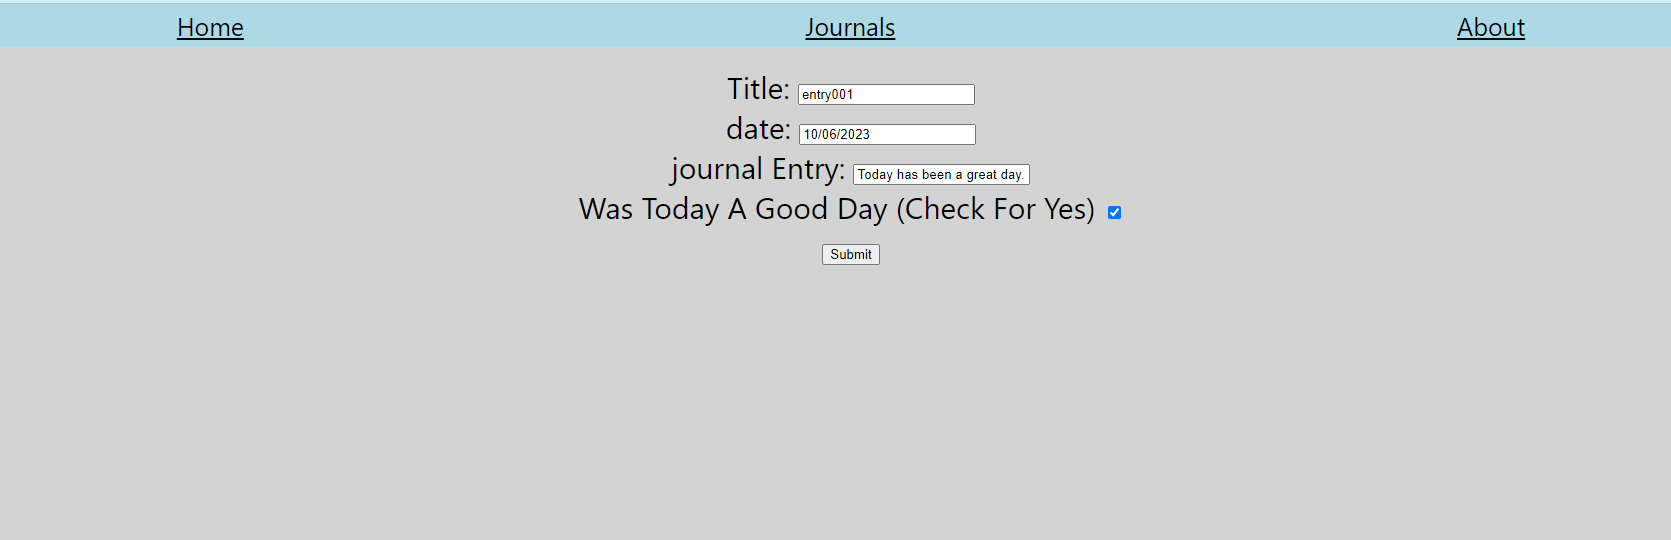 Home Journals About
Title: entry001
date: 10/06/2023
journal Entry: Today has been a great day.
Was Today A Good Day (Check For Yes)
Submit